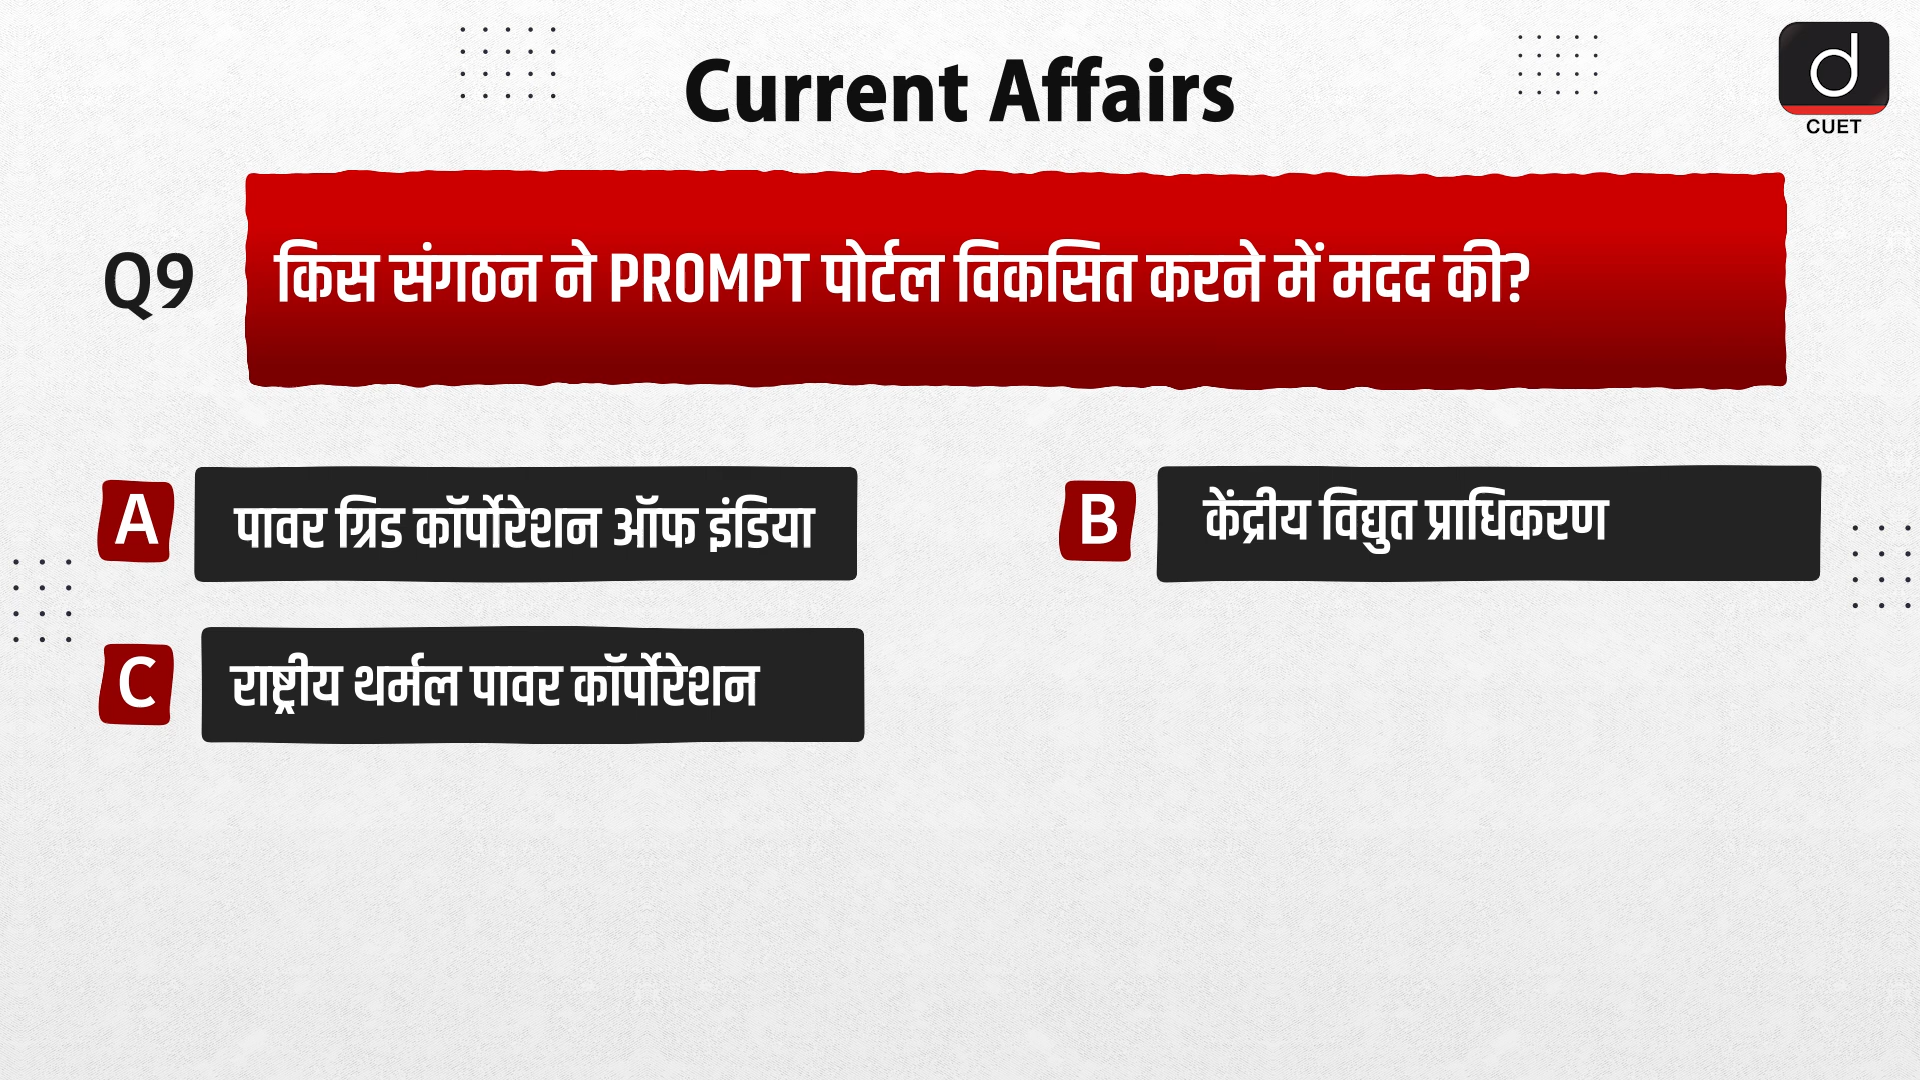 Current Affairs
d
CUET
Q9
किस संगठन ने PROMPT पोर्टल विकसित करने में मदद की?
A
पावर ग्रिड कॉर्पोरेशन ऑफ इंडिया
B
केंद्रीय विद्युत प्राधिकरण
C
राष्ट्रीय थर्मल पावर कॉर्पोरेशन